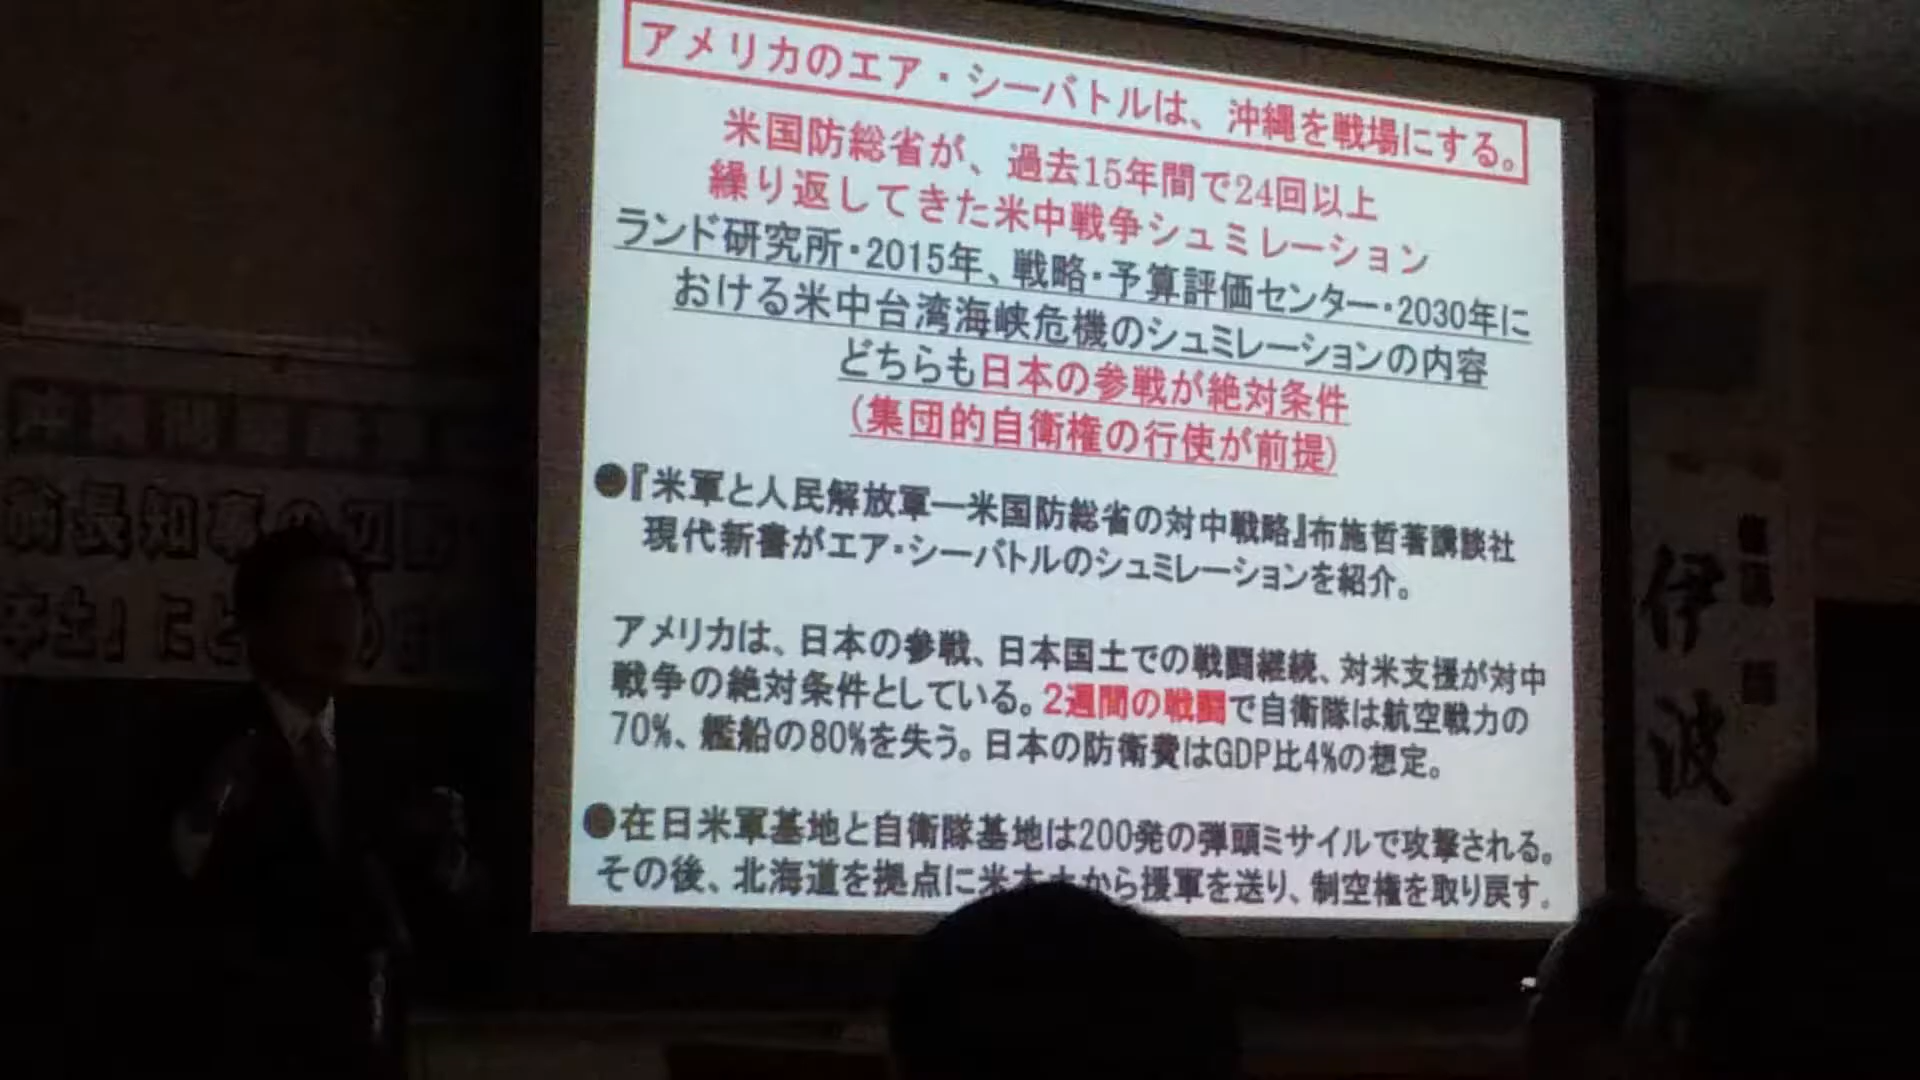 アメリカのエア・シーバトルは、沖縄を戦場にする。
米国防総省が、過去15年間で24回以上
繰り返してきた米中戦争シュミレーション
ランド研究所・2015年、戦略・予算評価センター・2030年に
おける米中台湾海峡危機のシュミレーションの内容
どちらも日本の参戦が絶対条件
(集団的自衛権の行使が前提)
●『米軍と人民解放軍―米国防総省の対中戦略』布施哲著講談社
現代新書がエア・シーバトルのシュミレーションを紹介。
アメリカは、日本の参戦、日本国土での戦闘継続、対米支援が対中
戦争の絶対条件としている。2週間の戦闘で自衛隊は航空戦力の
70%、艦船の80%を失う。日本の防衛費はGDP比4%の想定。
●在日米軍基地と自衛隊基地は200発の弾頭ミサイルで攻撃される。
その後、北海道を拠点に米本土から援軍を送り、制空権を取り戻す。
長知事の辺
伊波